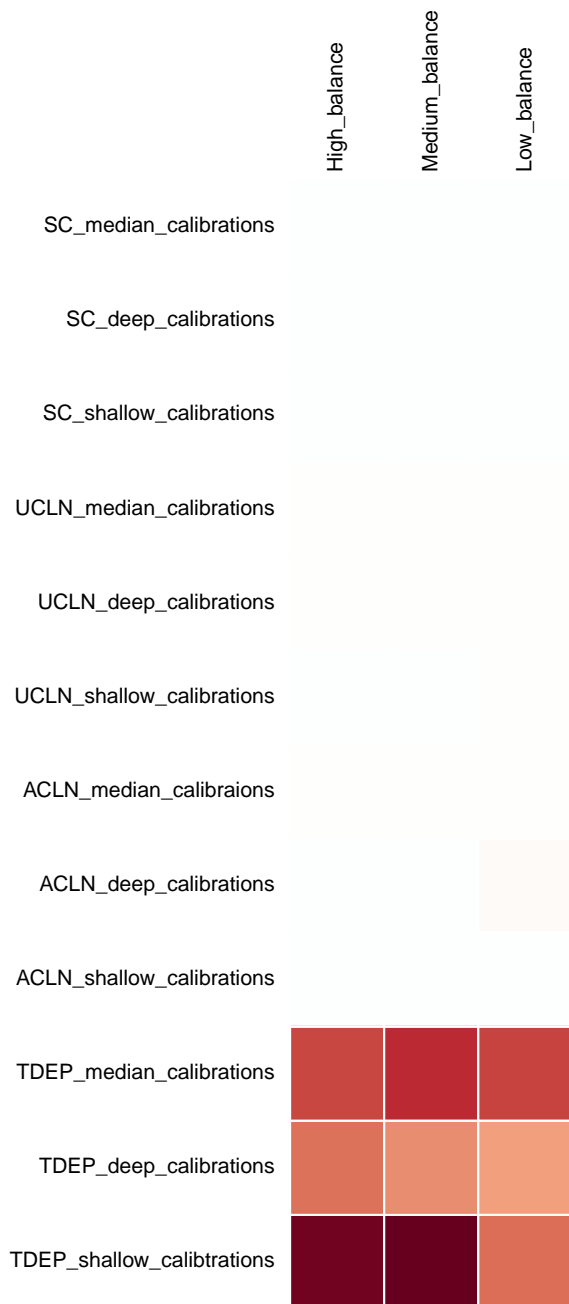 High_balance
Medium_balance
Low_balance
SC_median_calibrations
SC_deep_calibrations
SC_shallow_calibrations
UCLN_median_calibrations
UCLN_deep_calibrations
UCLN_shallow_calibrations
ACLN_median_calibraions
ACLN_deep_calibrations
ACLN_shallow_calibrations
TDEP_median_calibrations
TDEP_deep_calibrations
TDEP_shallow_calibtrations